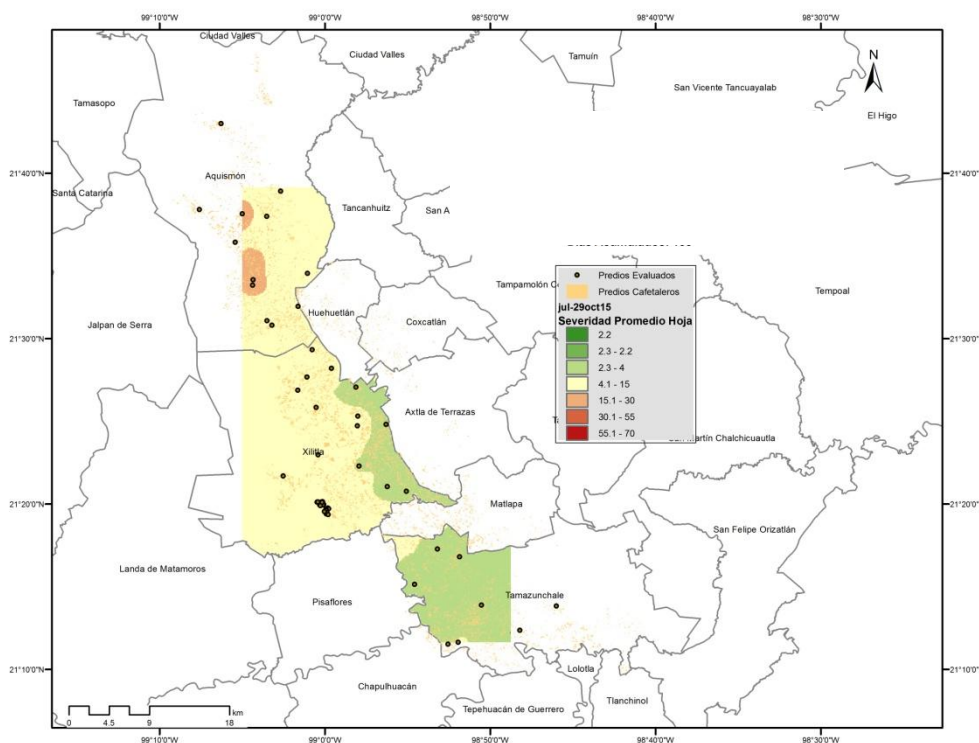 99°10'0"W 99°0'0"W 98°50'0"W 98°40'0"W 98°30'0"W
Ciudad Valles
Ciudad Valles
Tamuín
N
San Vicente Tancuayalab
Tamasopo
El Higo
21°40'0"N 21°40'0"N
Aquismón
Santa Catarina
Tancanhuitz
San A
Predios Evaluados
Predios Cafetaleros
jul-29oct15
Severidad Promedio Hoja
2.2
2.3 - 2.2
2.3 - 4
4.1 - 15
15.1 - 30
30.1 - 55
55.1 - 70
Tampamolón
Tempoal
Huehuetlán
Coxcatlán
Jalpan de Serra
21°30'0"N 21°30'0"N
Axtla de Terrazas
San Martín Chalchicuautla
Xilitla
21°20'0"N 21°20'0"N
Matlapa
San Felipe Orizatlán
Landa de Matamoros
Pisaflores
Tamazunchale
21°10'0"N 21°10'0"N
Lolotla
Chapulhuacán
Tlanchinol
Tepehuacán de Guerrero
km
0 4.5 9 18
99°10'0"W 99°0'0"W 98°50'0"W 98°40'0"W 98°30'0"W